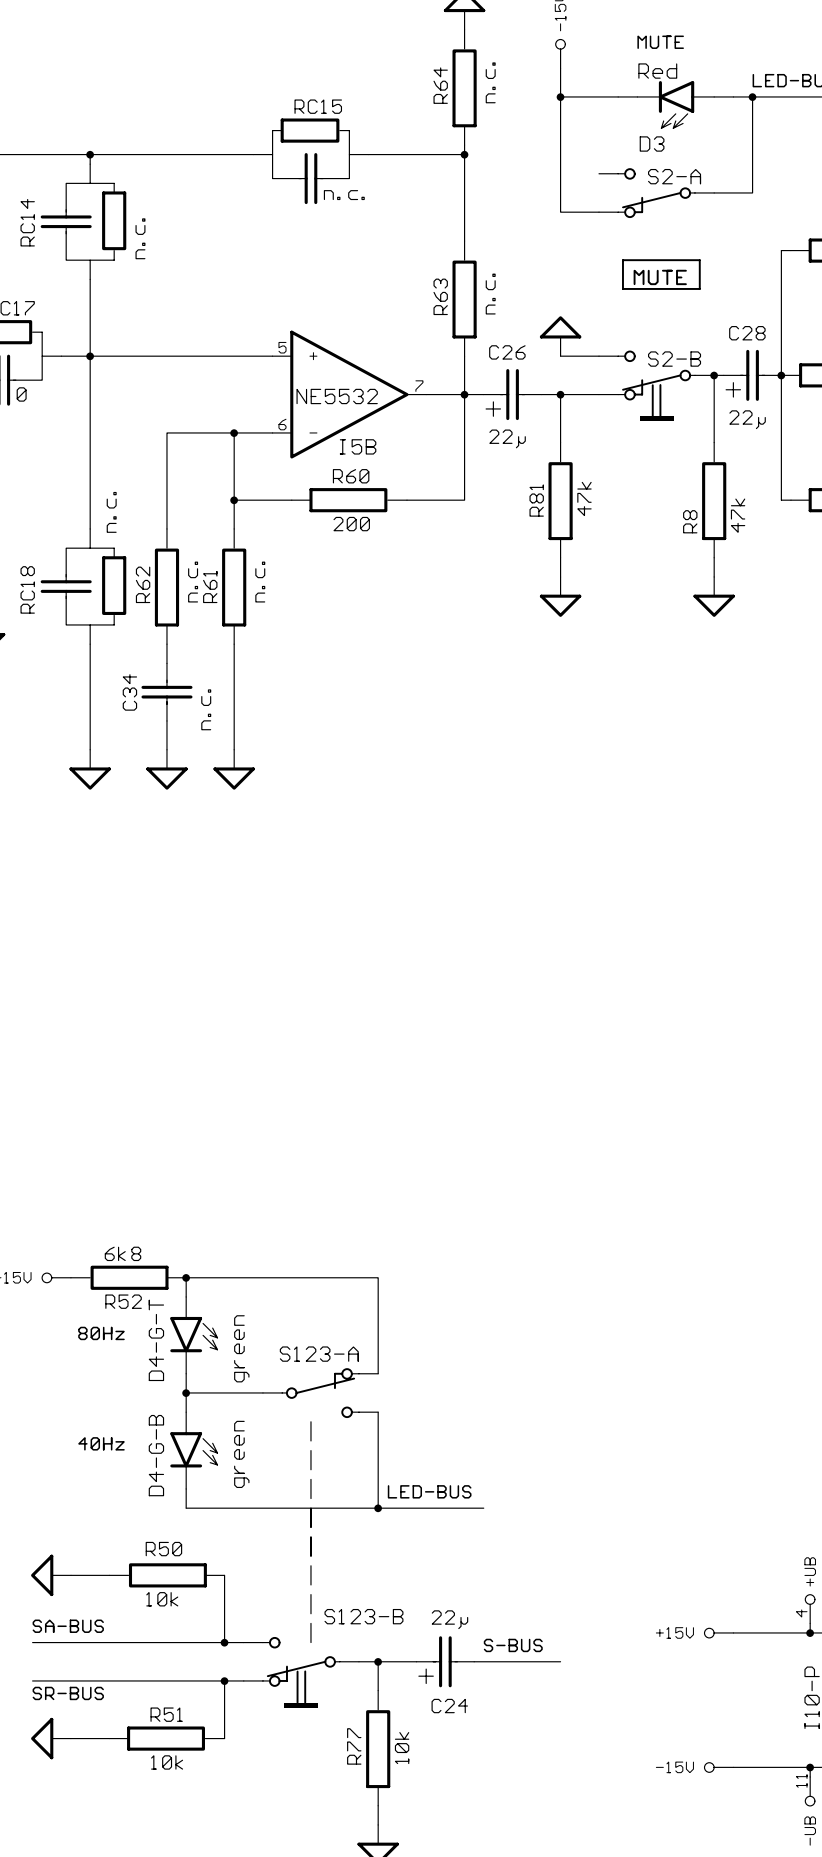 -15V
MUTE
Red
LED-BU
D3
S2-A
R64
n.c.
RC15
n.c.
RC14
n.c.
R63
n.c.
MUTE
C17
0
5
+
NE5532
7
6
-
I5B
C26
+
22µ
S2-B
C28
+
22µ
R60
200
R81
47k
R8
47k
n.c.
RC18
R62
n.c.
R61
n.c.
C34
n.c.
6k8
-15V
R52
80Hz
D4-G-T
green
S123-A
40Hz
D4-G-B
green
LED-BUS
R50
10k
SA-BUS
S123-B
22µ
S-BUS
+
C24
SR-BUS
R51
10k
R77
10k
+UB
4
+15V
I10-P
-15V
11
-UB